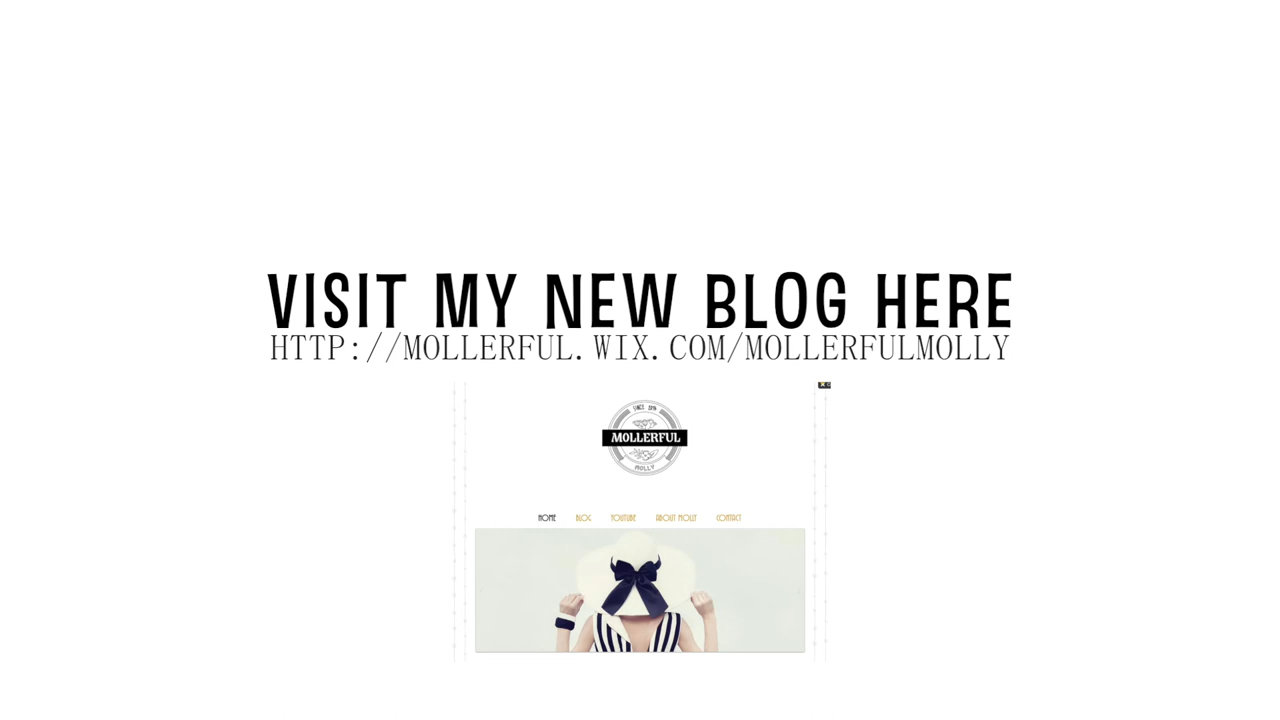 VISIT MY NEW BLOG HERE
HTTP://MOLLERFUL.WIX.COM/MOLLERFULMOLLY
MOLLERFUL
MOLLY
HOME BLOG YOUTUBE ABOUT MOLLY CONTACT